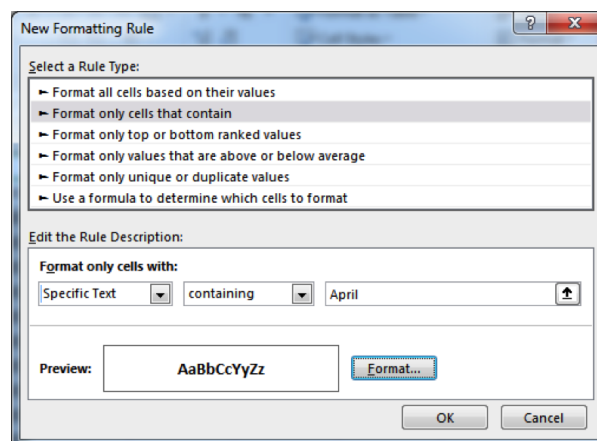 New Formatting Rule
Select a Rule Type:
► Format all cells based on their values
► Format only cells that contain
► Format only top or bottom ranked values
► Format only values that are above or below average
► Format only unique or duplicate values
► Use a formula to determine which cells to format
Edit the Rule Description:
Format only cells with:
Specific Text containing April
Preview: AaBbCcYyZz Format...
OK Cancel